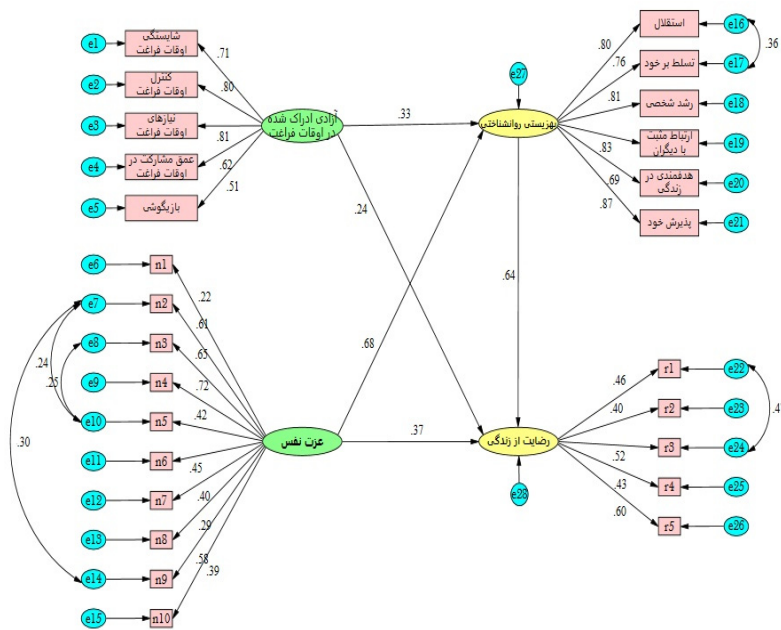 e1
شایستگی
اوقات فراغت
.71
e2
کنترل
اوقات فراغت
.80
e3
نیازهای
اوقات فراغت
.81
e4
عمق مشارکت در
اوقات فراغت
.62
e5
بازیگوشی
.51
آزادی ادراک شده
در اوقات فراغت
.33
.24
e27
بهزیستی روانشناختی
.80
استقلال
e16
.36
.76
تسلط بر خود
e17
.81
رشد شخصی
e18
ارتباط مثبت
با دیگران
e19
.83
هدفمندی در
زندگی
e20
.69
.87
پذیرش خود
e21
.64
.68
e6
n1
.22
e7
n2
.61
e8
n3
.65
.24
.25
e9
n4
.72
e10
n5
.42
.30
e11
n6
.45
e12
n7
.40
e13
n8
.29
e14
n9
.58
.39
e15
n10
عزت نفس
.37
رضایت از زندگی
e28
.46
r1
e22
.40
r2
e23
.4
r3
e24
.52
r4
e25
.43
r5
e26
.60